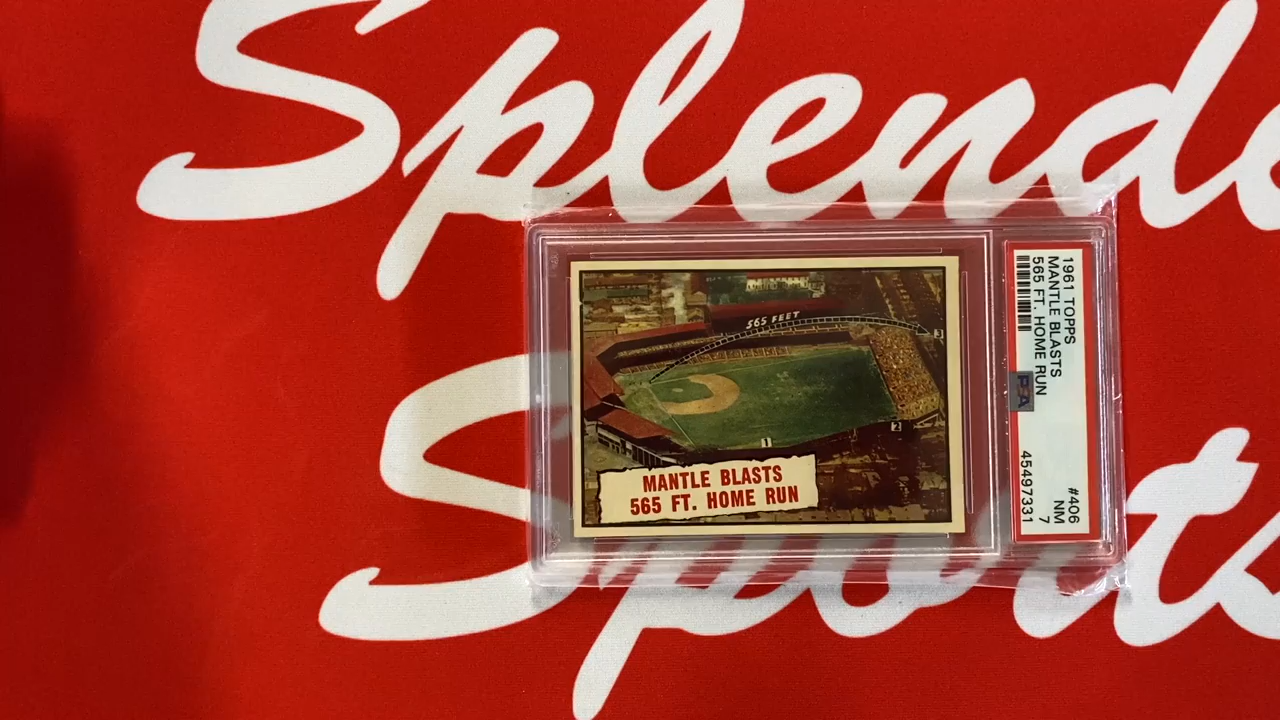 Splend
Sports
565 FEET
3
2
1
MANTLE BLASTS
565 FT. HOME RUN
1961 TOPPS
MANTLE BLASTS
565 FT. HOME RUN
PSA
#406
NM
7
45497331